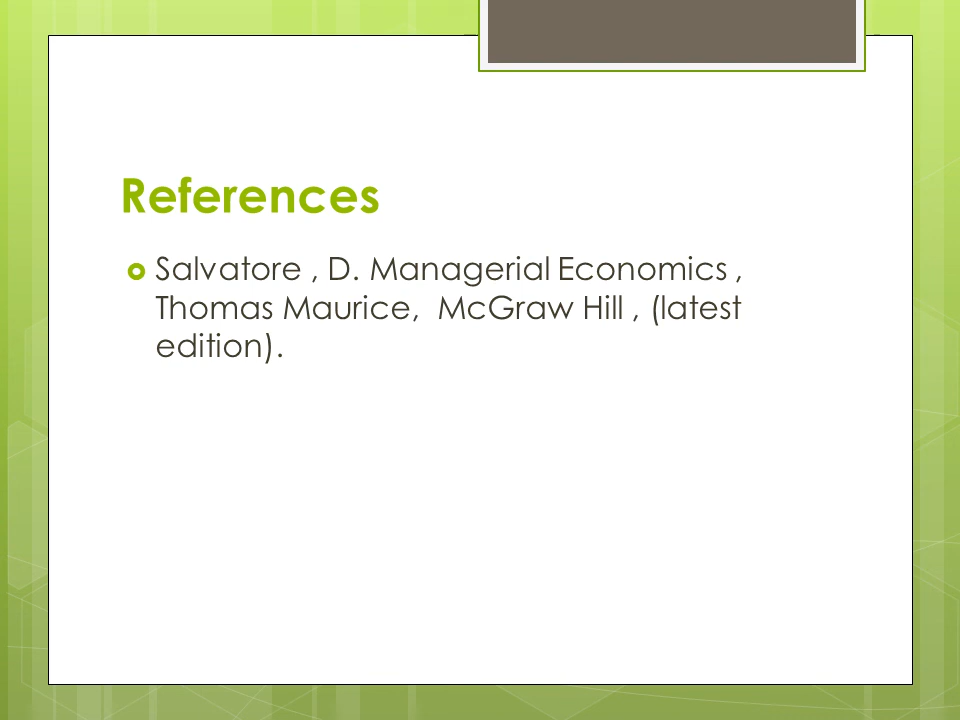 References
Salvatore , D. Managerial Economics ,
Thomas Maurice,  McGraw Hill , (latest
edition).